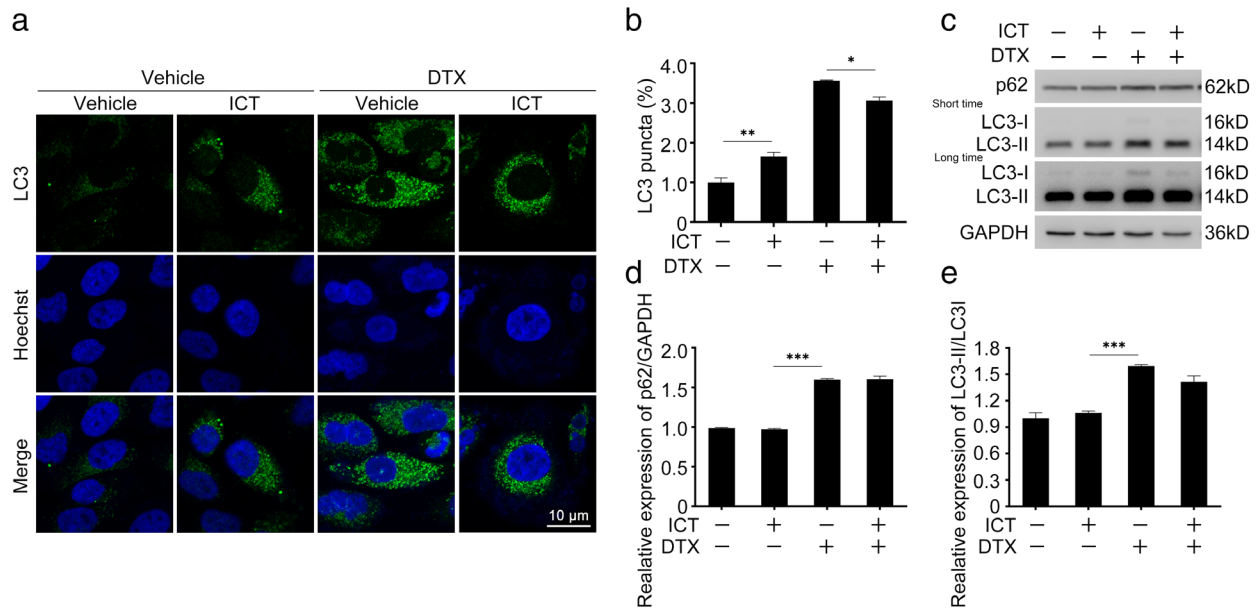 a
Vehicle DTX
Vehicle ICT Vehicle ICT
LC3
Hoechst
Merge
10 µm
b
LC3 puncta (%)
4.0
3.0
2.0
1.0
0
**
*
ICT − + − +
DTX − − + +
c
ICT − + − +
DTX − − + +
p62 62kD
Short time
LC3-I 16kD
LC3-II 14kD
Long time
LC3-I 16kD
LC3-II 14kD
GAPDH 36kD
d
Realative expression of p62/GAPDH
2.0
1.5
1.0
0.5
0
***
ICT − + − +
DTX − − + +
e
Realative expression of LC3-II/LC3I
1.8
1.5
1.2
0.9
0.6
0.3
0
***
ICT − + − +
DTX − − + +